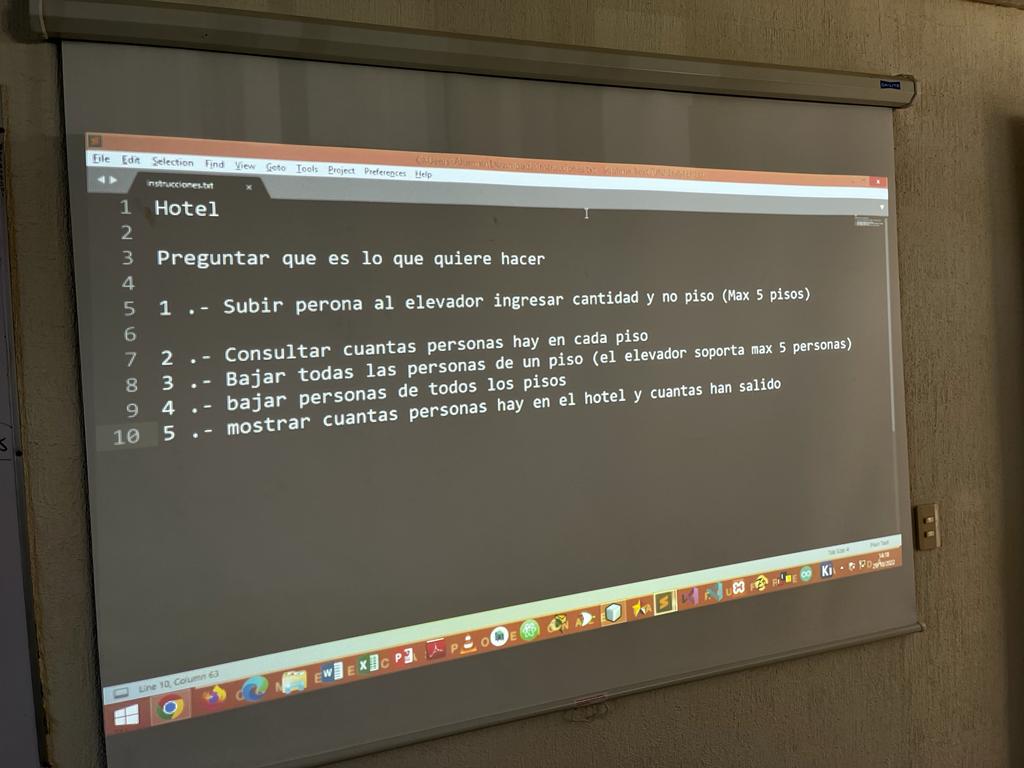 File Edit Selection Find View Goto Tools Project Preferences Help
instrucciones.txt
1 Hotel
2
3 Preguntar que es lo que quiere hacer
4
5 1 .- Subir perona al elevador ingresar cantidad y no piso (Max 5 pisos)
6
7 2 .- Consultar cuantas personas hay en cada piso
8 3 .- Bajar todas las personas de un piso (el elevador soporta max 5 personas)
9 4 .- bajar personas de todos los pisos
10 5 .- mostrar cuantas personas hay en el hotel y cuantas han salido
Line 10, Column 63
Tab Size: 4
Plain Text